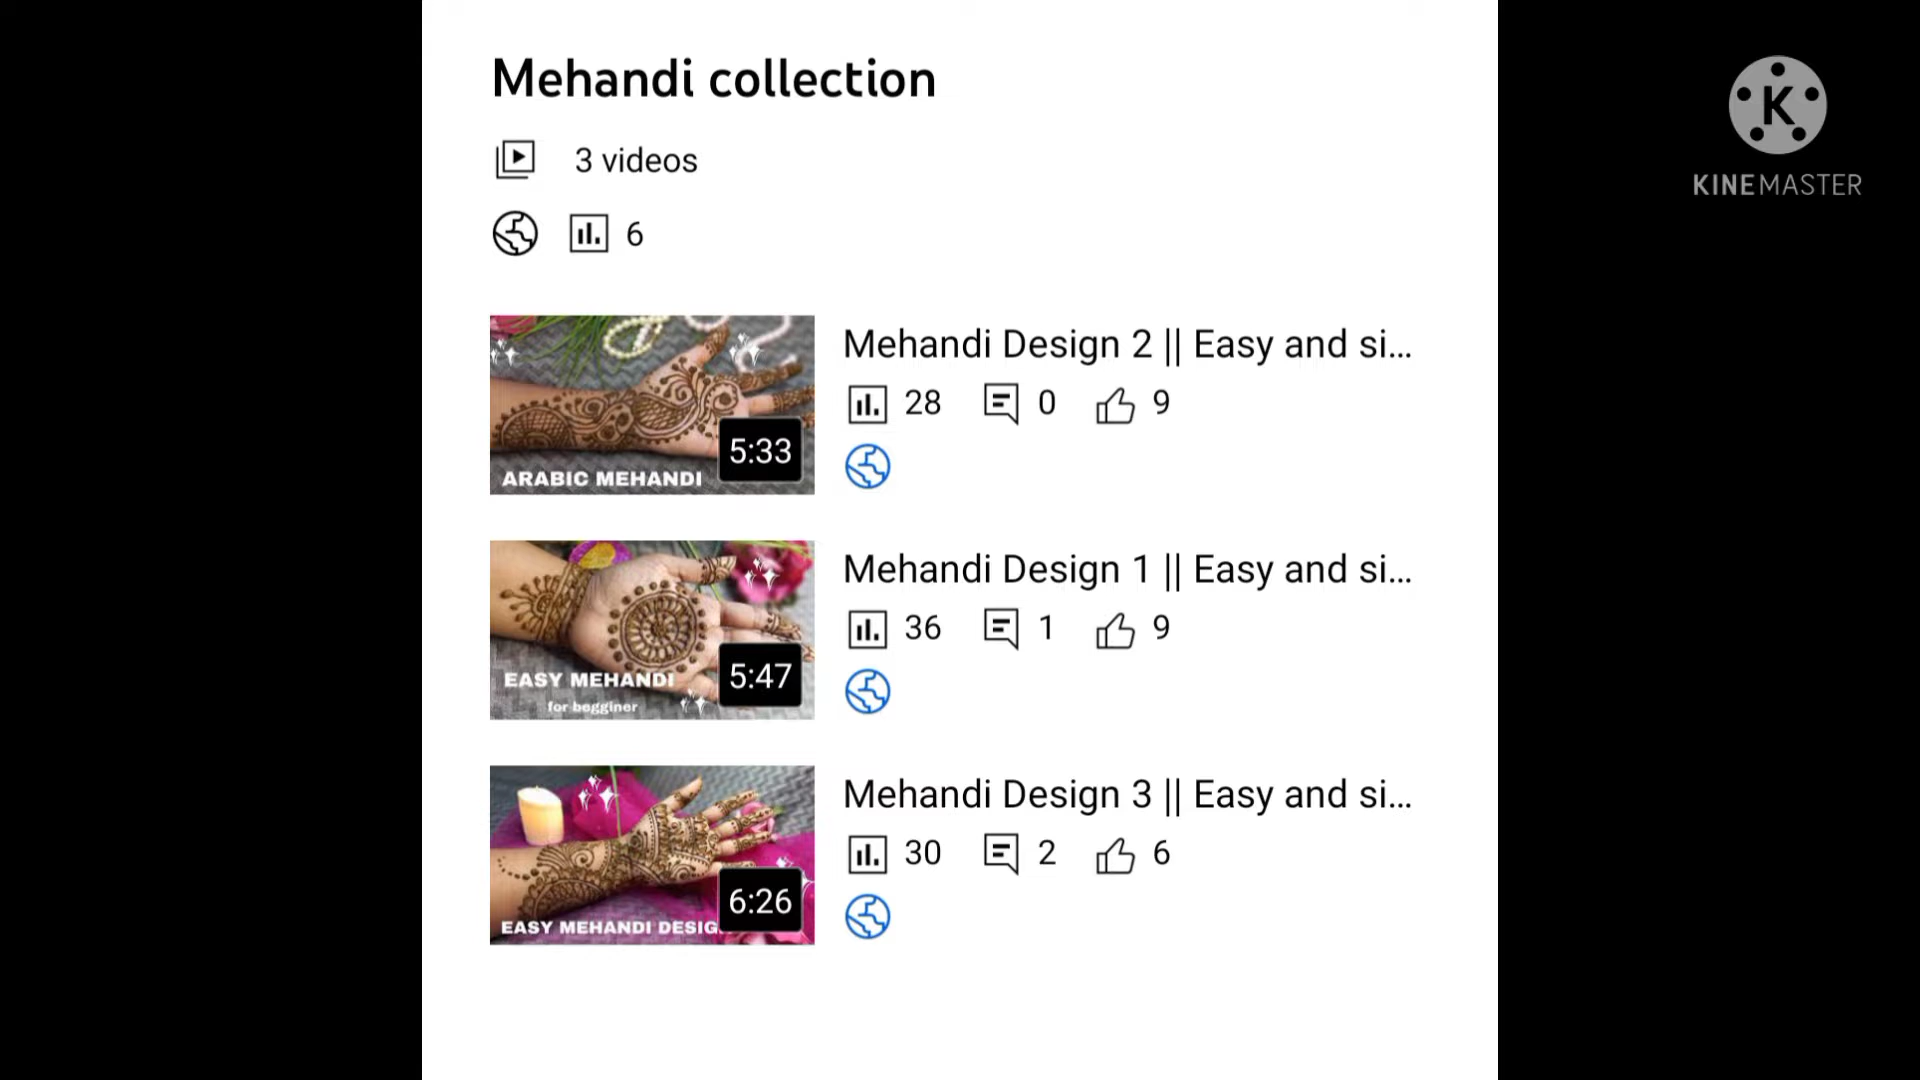 Mehandi collection
3 videos
6
K
KINEMASTER
ARABIC MEHANDI
5:33
Mehandi Design 2 || Easy and si...
28 0 9
EASY MEHANDI
for begginer
5:47
Mehandi Design 1 || Easy and si...
36 1 9
EASY MEHANDI DESIG
6:26
Mehandi Design 3 || Easy and si...
30 2 6